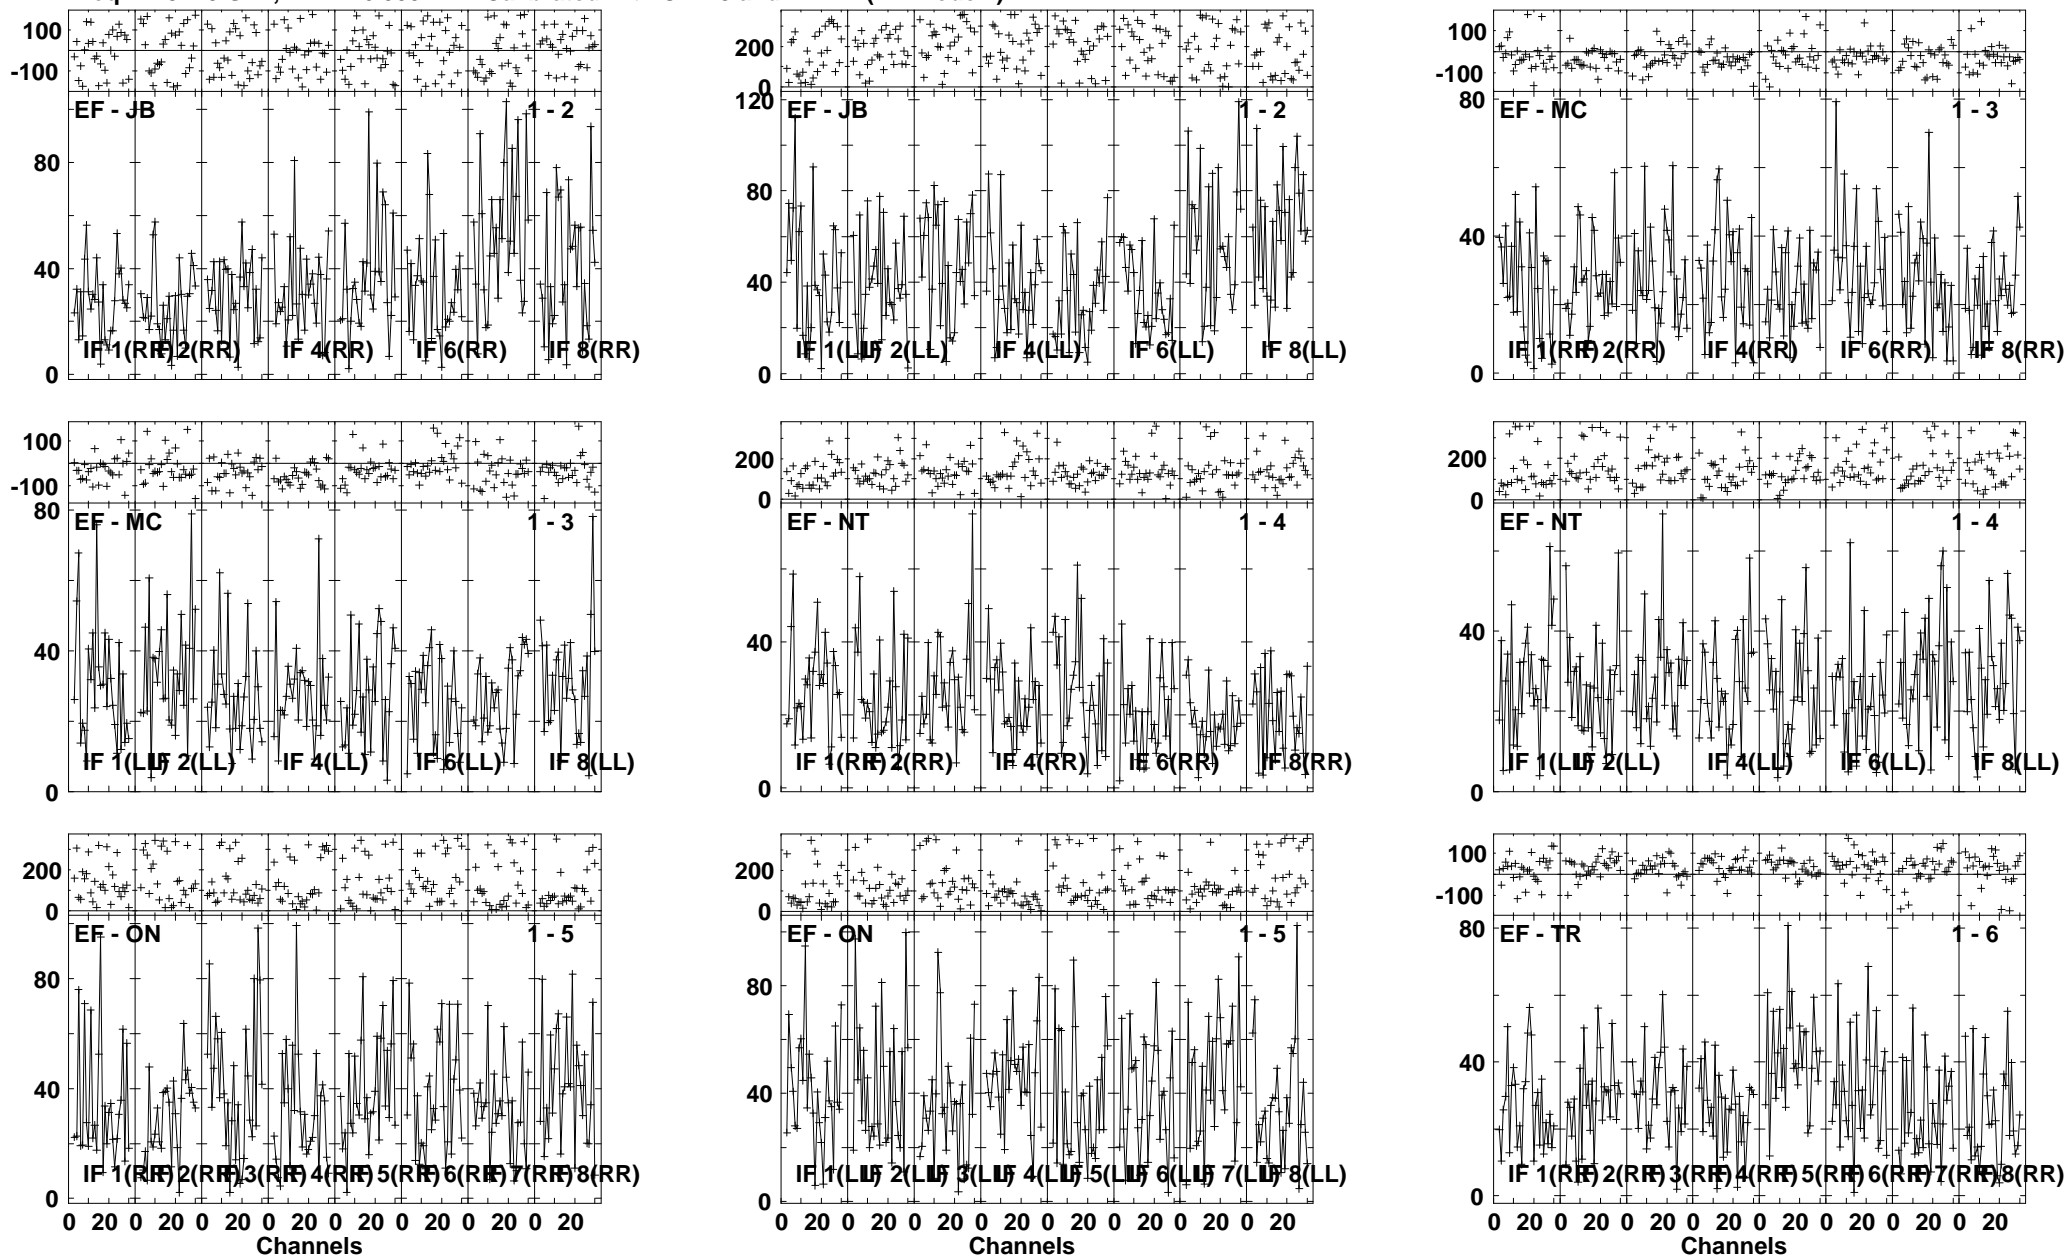 100
-100
EF - JB 1 - 2
80
40
0
IF 1(RR) IF 2(RR) IF 4(RR) IF 6(RR) IF 8(RR)
200
0
120
EF - JB 1 - 2
80
40
0
IF 1(LL) IF 2(LL) IF 4(LL) IF 6(LL) IF 8(LL)
100
-100
80
EF - MC 1 - 3
40
0
IF 1(RR) IF 2(RR) IF 4(RR) IF 6(RR) IF 8(RR)
100
-100
80
EF - MC 1 - 3
40
0
IF 1(LL) IF 2(LL) IF 4(LL) IF 6(LL) IF 8(LL)
200
0
EF - NT 1 - 4
40
0
IF 1(RR) IF 2(RR) IF 4(RR) IF 6(RR) IF 8(RR)
200
0
EF - NT 1 - 4
40
0
IF 1(LL) IF 2(LL) IF 4(LL) IF 6(LL) IF 8(LL)
200
0
EF - ON 1 - 5
80
40
0
IF 1(RR) IF 2(RR) IF 3(RR) IF 4(RR) IF 5(RR) IF 6(RR) IF 7(RR) IF 8(RR)
0 20 0 20 0 20 0 20 0 20 0 20 0 20 0 20
Channels
200
0
EF - ON 1 - 5
80
40
0
IF 1(LL) IF 2(LL) IF 3(LL) IF 4(LL) IF 5(LL) IF 6(LL) IF 7(LL) IF 8(LL)
0 20 0 20 0 20 0 20 0 20 0 20 0 20 0 20
Channels
100
-100
80
EF - TR 1 - 6
40
0
IF 1(RR) IF 2(RR) IF 3(RR) IF 4(RR) IF 5(RR) IF 6(RR) IF 7(RR) IF 8(RR)
0 20 0 20 0 20 0 20 0 20 0 20 0 20 0 20
Channels